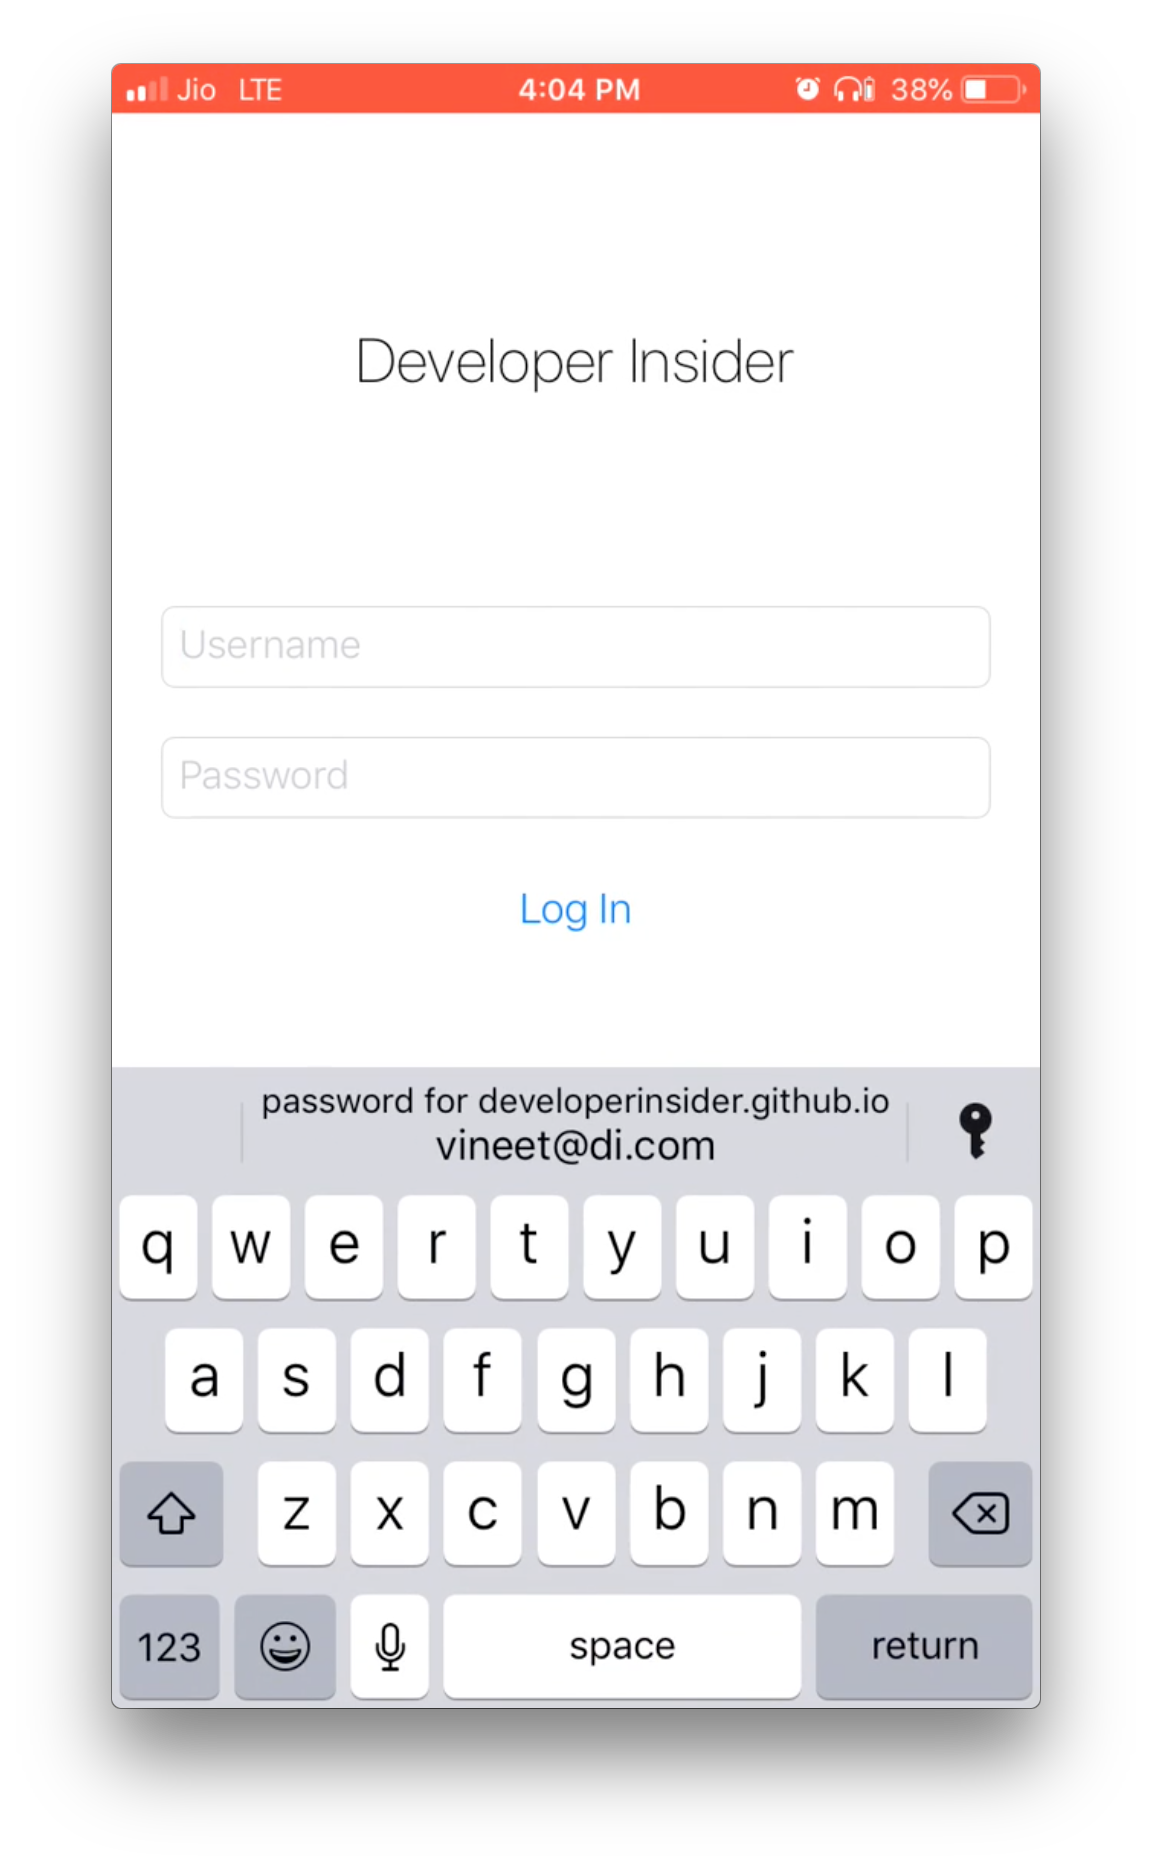 Jio LTE 4:04 PM 38%
Developer Insider
Username
Password
Log In
password for developerinsider.github.io
vineet@di.com
q w e r t y u i o p
a s d f g h j k l
z x c v b n m
123 space return